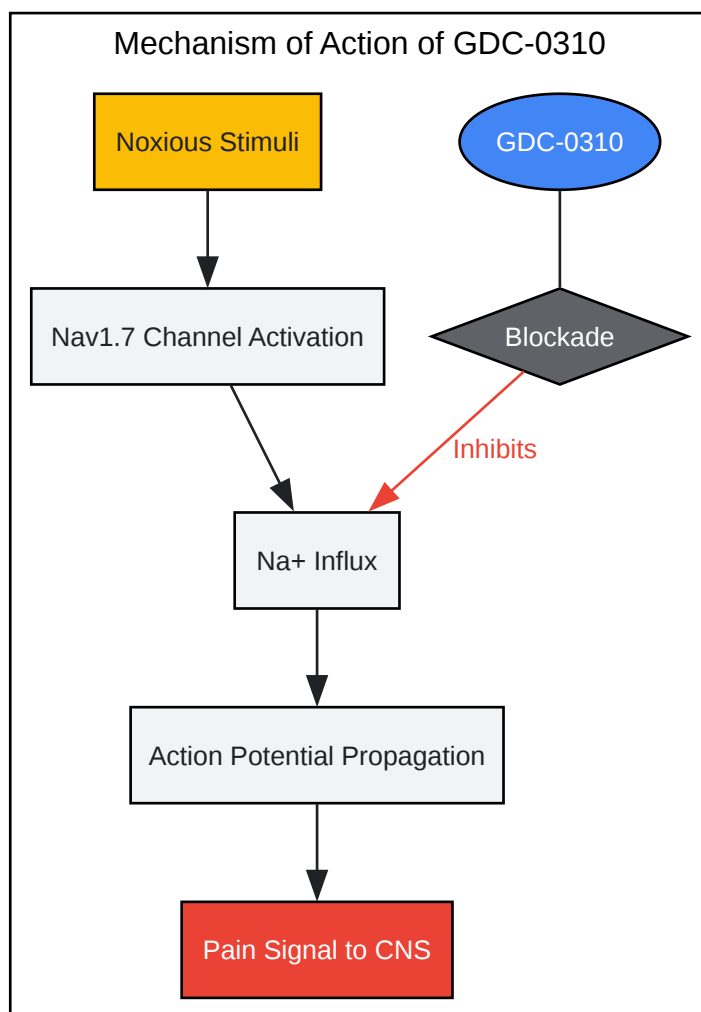 Mechanism of Action of GDC-0310
Noxious Stimuli
GDC-0310
Nav1.7 Channel Activation
Blockade
Inhibits
Na+ Influx
Action Potential Propagation
Pain Signal to CNS